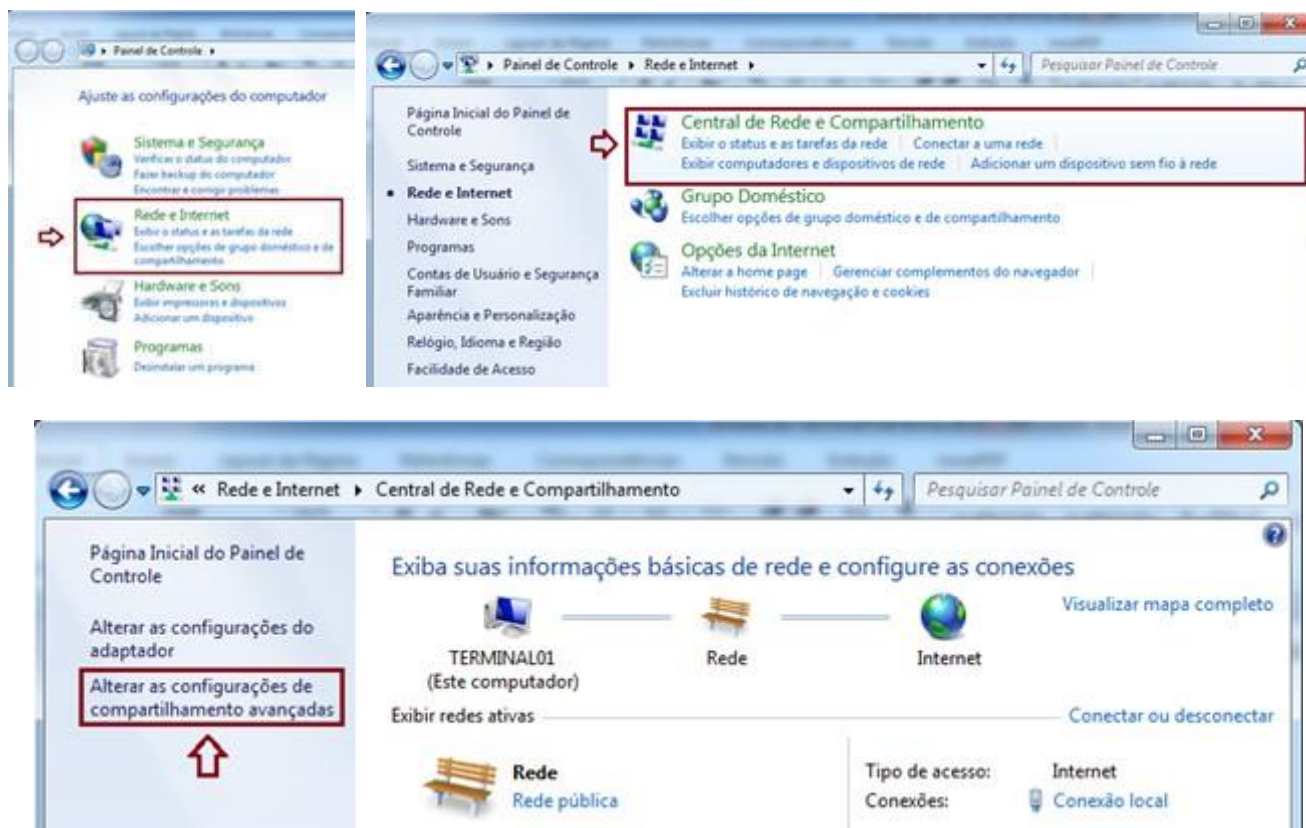 Painel de Controle
Ajuste as configurações do computador
Sistema e Segurança
Verificar o status do computador
Fazer backup do computador
Encontrar e corrigir problemas
Rede e Internet
Exibir o status e as tarefas da rede
Escolher opções de grupo doméstico e de
compartilhamento
Hardware e Sons
Exibir impressoras e dispositivos
Adicionar um dispositivo
Programas
Desinstalar um programa
Painel de Controle Rede e Internet
Pesquisar Painel de Controle
Página Inicial do Painel de
Controle
Sistema e Segurança
Rede e Internet
Hardware e Sons
Programas
Contas de Usuário e Segurança
Familiar
Aparência e Personalização
Relógio, Idioma e Região
Facilidade de Acesso
Central de Rede e Compartilhamento
Exibir o status e as tarefas da rede Conectar a uma rede
Exibir computadores e dispositivos de rede Adicionar um dispositivo sem fio à rede
Grupo Doméstico
Escolher opções de grupo doméstico e de compartilhamento
Opções da Internet
Alterar a home page Gerenciar complementos do navegador
Excluir histórico de navegação e cookies
« Rede e Internet Central de Rede e Compartilhamento
Pesquisar Painel de Controle
Página Inicial do Painel de
Controle
Alterar as configurações do
adaptador
Alterar as configurações de
compartilhamento avançadas
Exiba suas informações básicas de rede e configure as conexões
Visualizar mapa completo
TERMINAL01 Rede Internet
(Este computador)
Exibir redes ativas Conectar ou desconectar
Rede Tipo de acesso: Internet
Rede pública Conexões: Conexão local